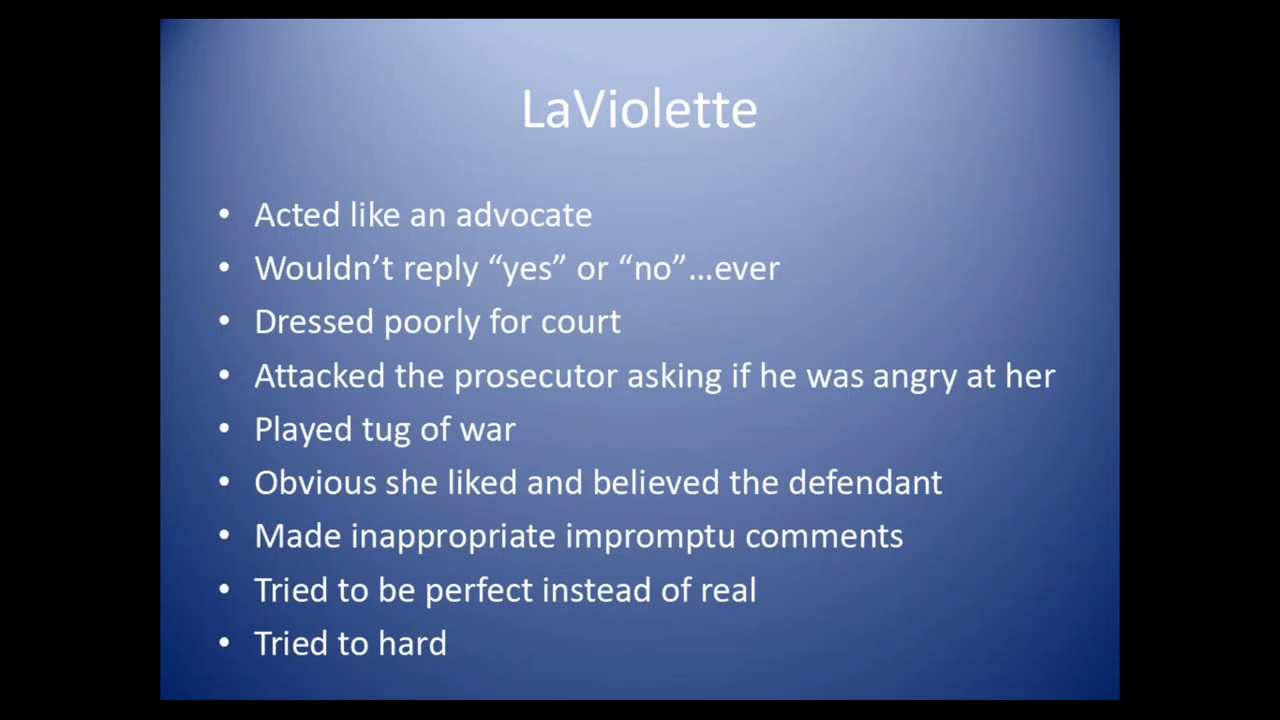 LaViolette
• Acted like an advocate
• Wouldn’t reply “yes” or “no”…ever
• Dressed poorly for court
• Attacked the prosecutor asking if he was angry at her
• Played tug of war
• Obvious she liked and believed the defendant
• Made inappropriate impromptu comments
• Tried to be perfect instead of real
• Tried to hard